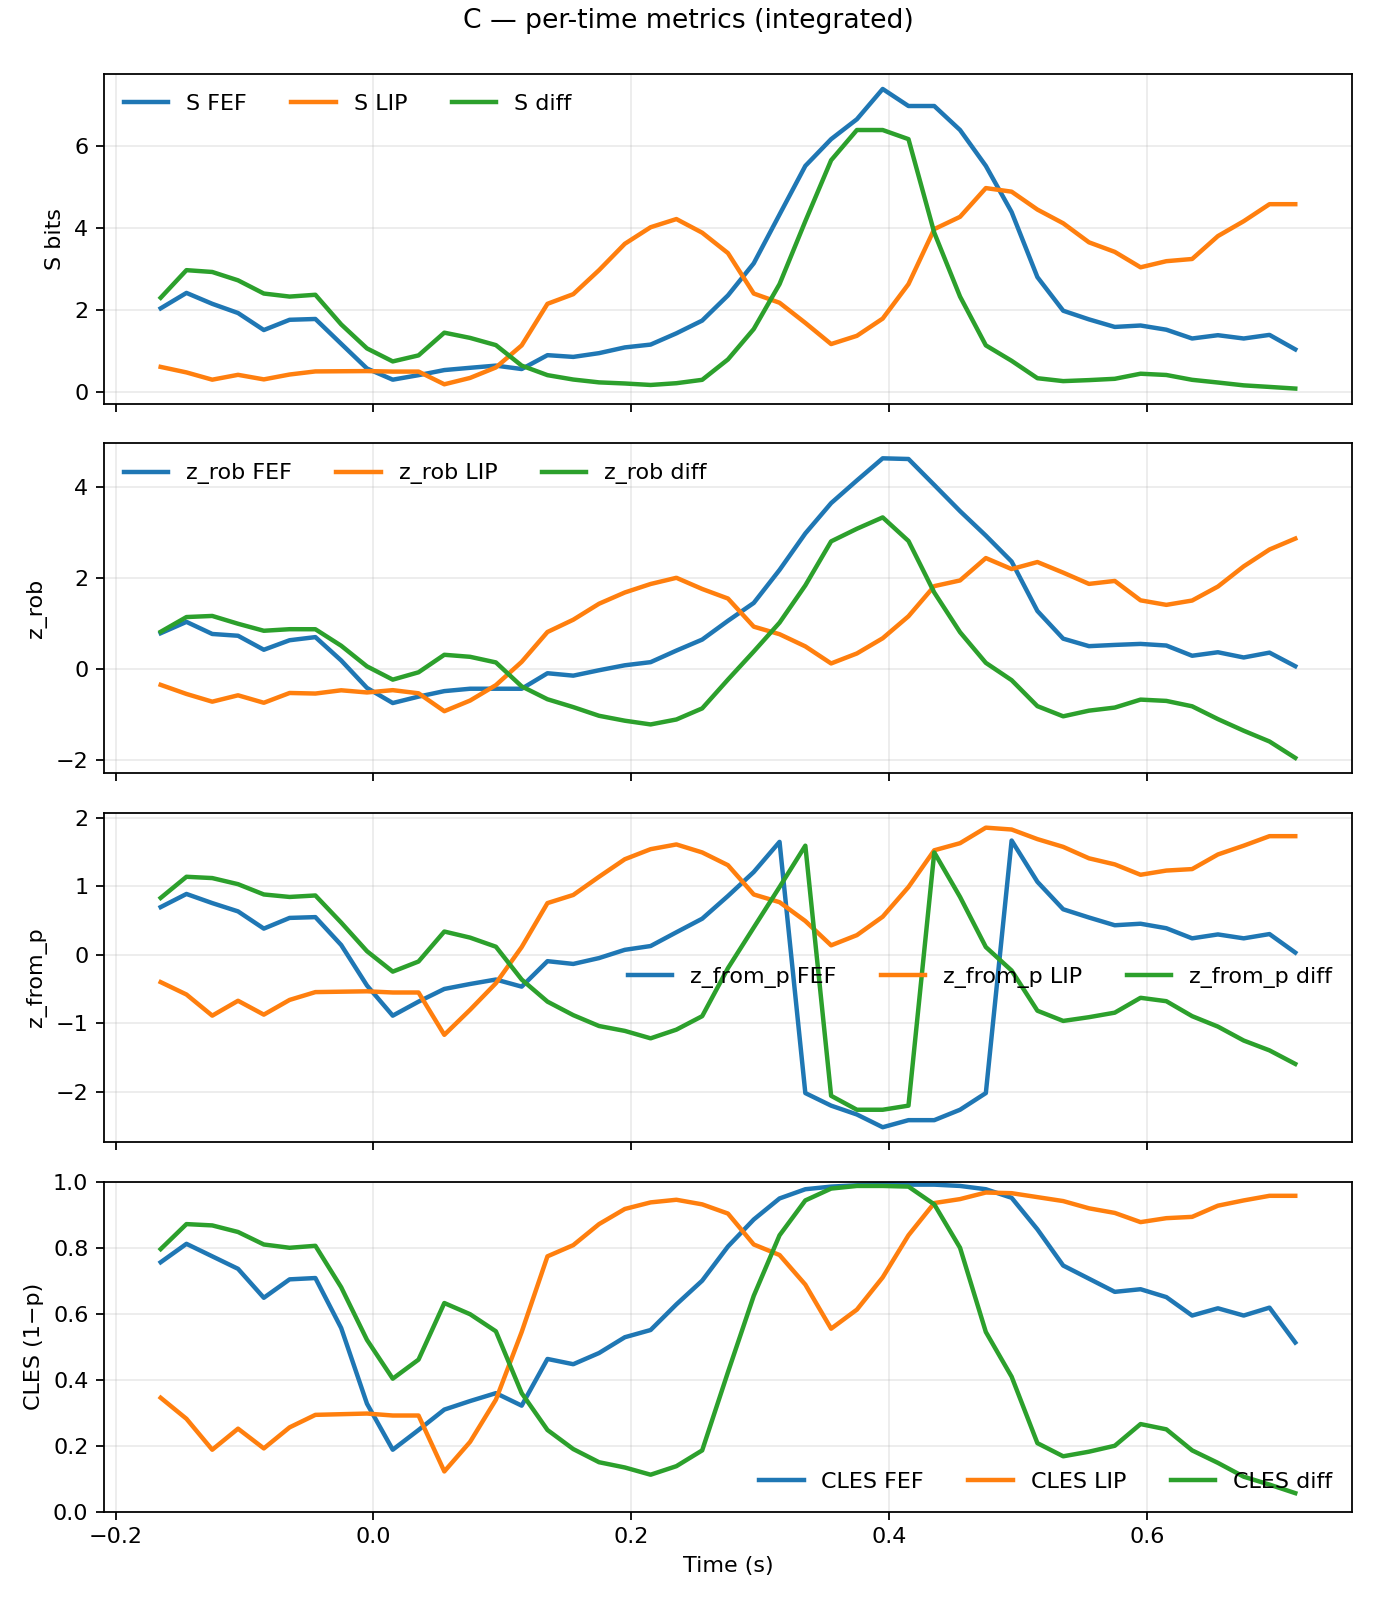 C — per-time metrics (integrated)
S FEF S LIP S diff
6
4
2
0
S bits
z_rob FEF z_rob LIP z_rob diff
4
2
0
−2
z_rob
2
1
0
−1
−2
z_from_p
z_from_p FEF z_from_p LIP z_from_p diff
1.0
0.8
0.6
0.4
0.2
0.0
CLES (1−p)
CLES FEF CLES LIP CLES diff
−0.2 0.0 0.2 0.4 0.6
Time (s)